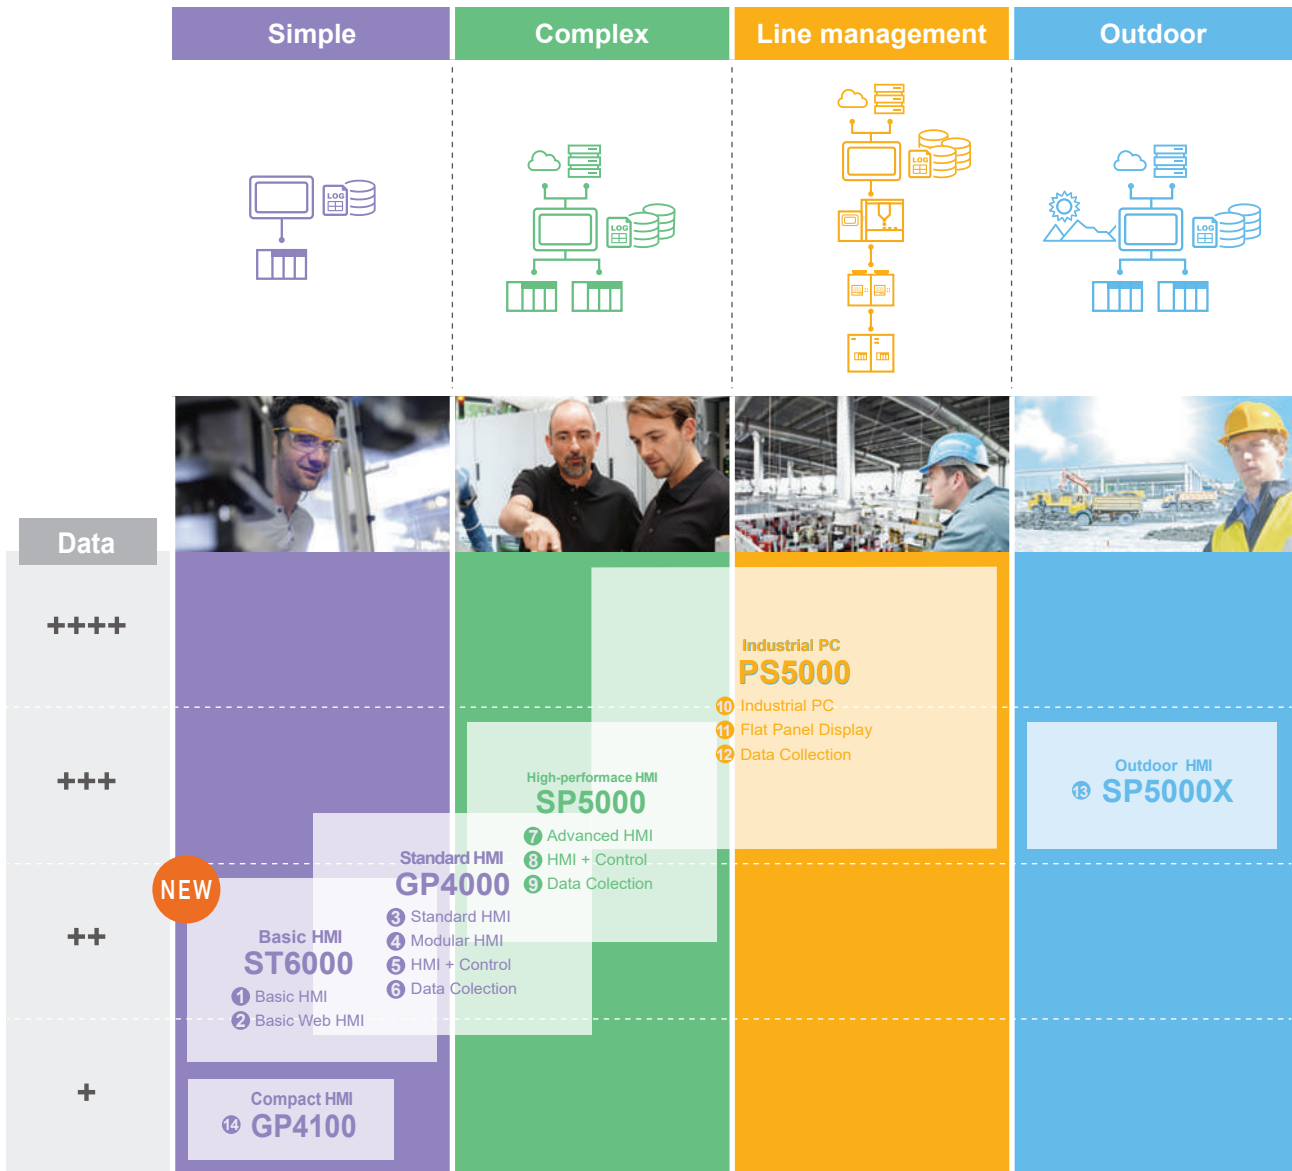 Simple
Complex
Line management
Outdoor
LOG
LOG
LOG
LOG
Data
++++
+++
++
+
Industrial PC
PS5000
10 Industrial PC
11 Flat Panel Display
12 Data Collection
High-performace HMI
SP5000
7 Advanced HMI
8 HMI + Control
9 Data Colection
Outdoor HMI
13 SP5000X
Standard HMI
GP4000
3 Standard HMI
4 Modular HMI
5 HMI + Control
6 Data Colection
NEW
Basic HMI
ST6000
1 Basic HMI
2 Basic Web HMI
Compact HMI
14 GP4100